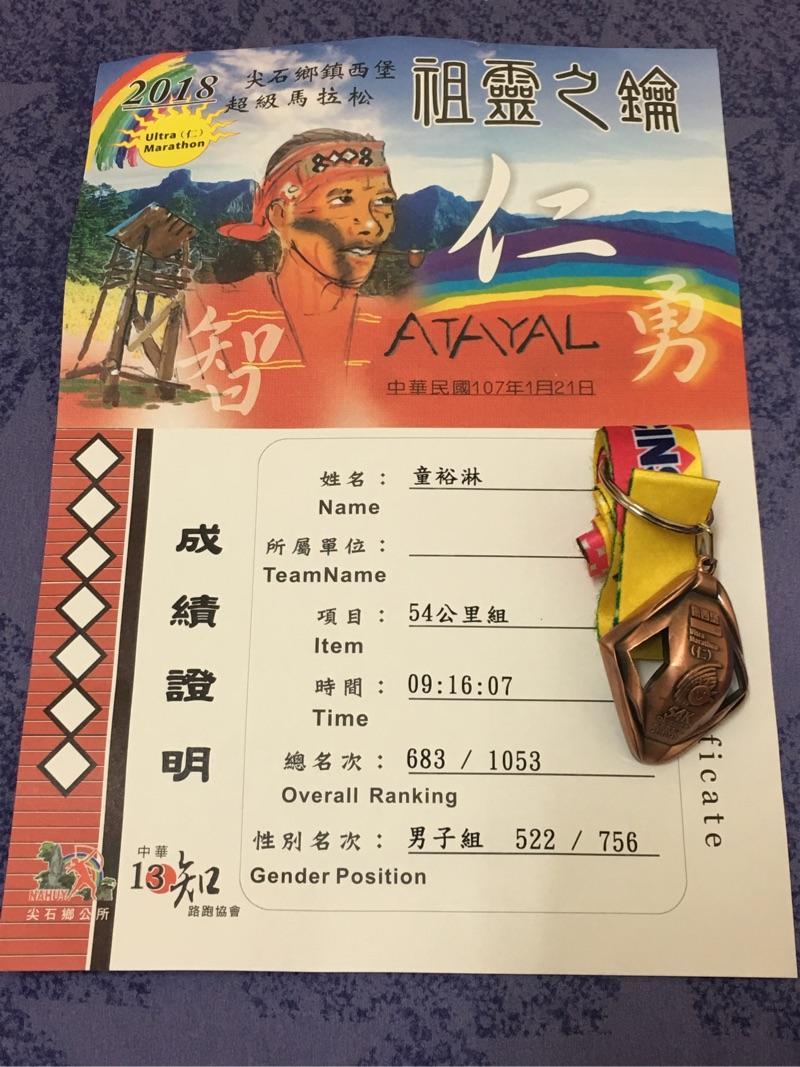 2018
尖石鄉鎮西堡
超級馬拉松
祖靈之鑰
Ultra（仁）
Marathon
仁
智
勇
ATAYAL
中華民國107年1月21日
成績證明
姓名：童裕淋
Name
所屬單位：
TeamName
項目：54公里組
Item
時間：09:16:07
Time
總名次：683 / 1053
Overall Ranking
性別名次：男子組 522 / 756
Gender Position
ficate
Ultra
Marathon
(仁)
54K
NAHUY
尖石鄉公所
中華
13知
路跑協會